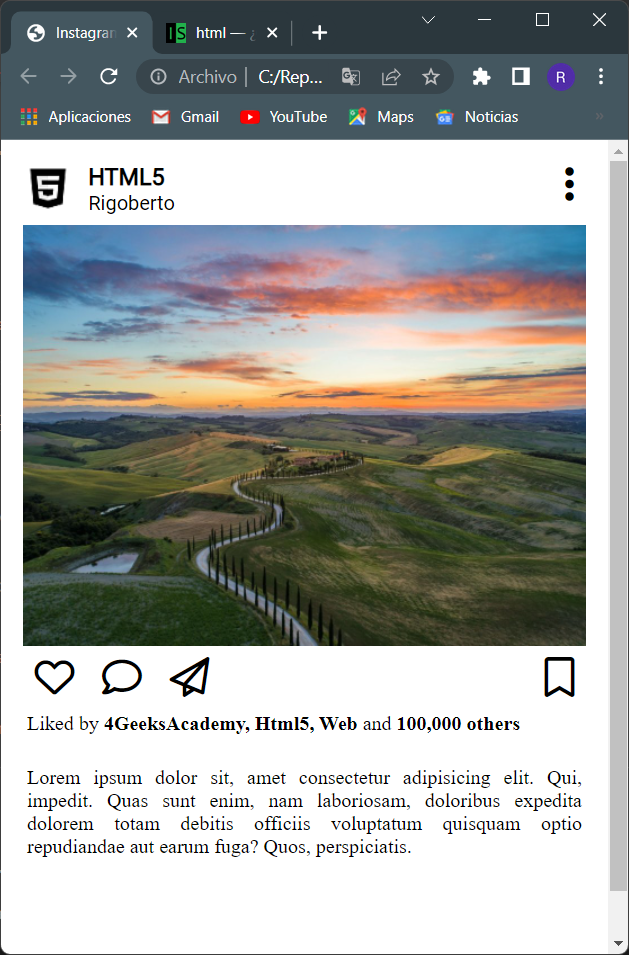 Instagran
html — ¿
Archivo | C:/Rep...
R
Aplicaciones Gmail YouTube Maps Noticias »
HTML5
Rigoberto
Liked by 4GeeksAcademy, Html5, Web and 100,000 others
Lorem ipsum dolor sit, amet consectetur adipisicing elit. Qui,
impedit. Quas sunt enim, nam laboriosam, doloribus expedita
dolorem totam debitis officiis voluptatum quisquam optio
repudiandae aut earum fuga? Quos, perspiciatis.